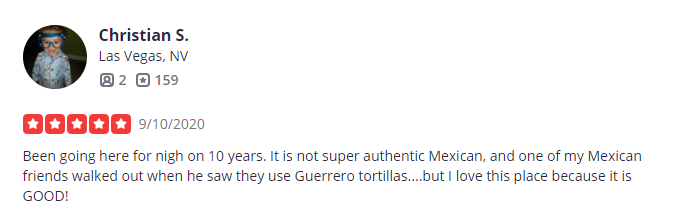 Christian S.
Las Vegas, NV
2 159
9/10/2020
Been going here for nigh on 10 years. It is not super authentic Mexican, and one of my Mexican
friends walked out when he saw they use Guerrero tortillas....but I love this place because it is
GOOD!